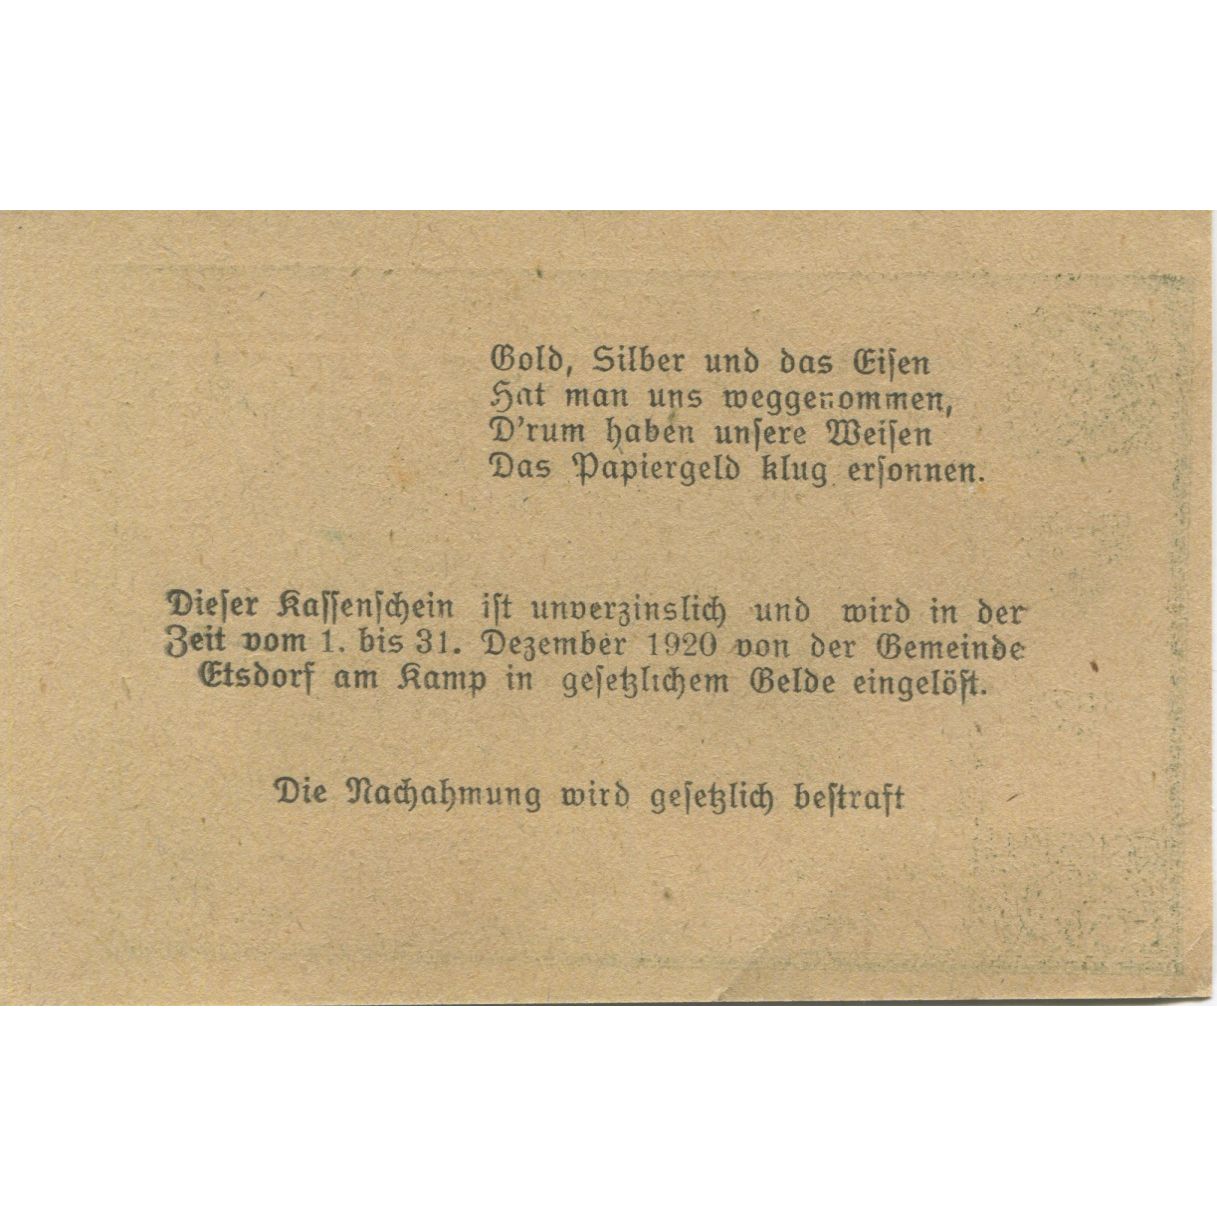 Gold, Silber und das Eisen
Hat man uns weggenommen,
D'rum haben unsere Weisen
Das Papiergeld klug ersonnen.
Dieser Kassenschein ist unverzinslich und wird in der
Zeit vom 1. bis 31. Dezember 1920 von der Gemeinde
Etsdorf am Kamp in gesetzlichem Gelde eingelöst.
Die Nachahmung wird gesetzlich bestraft